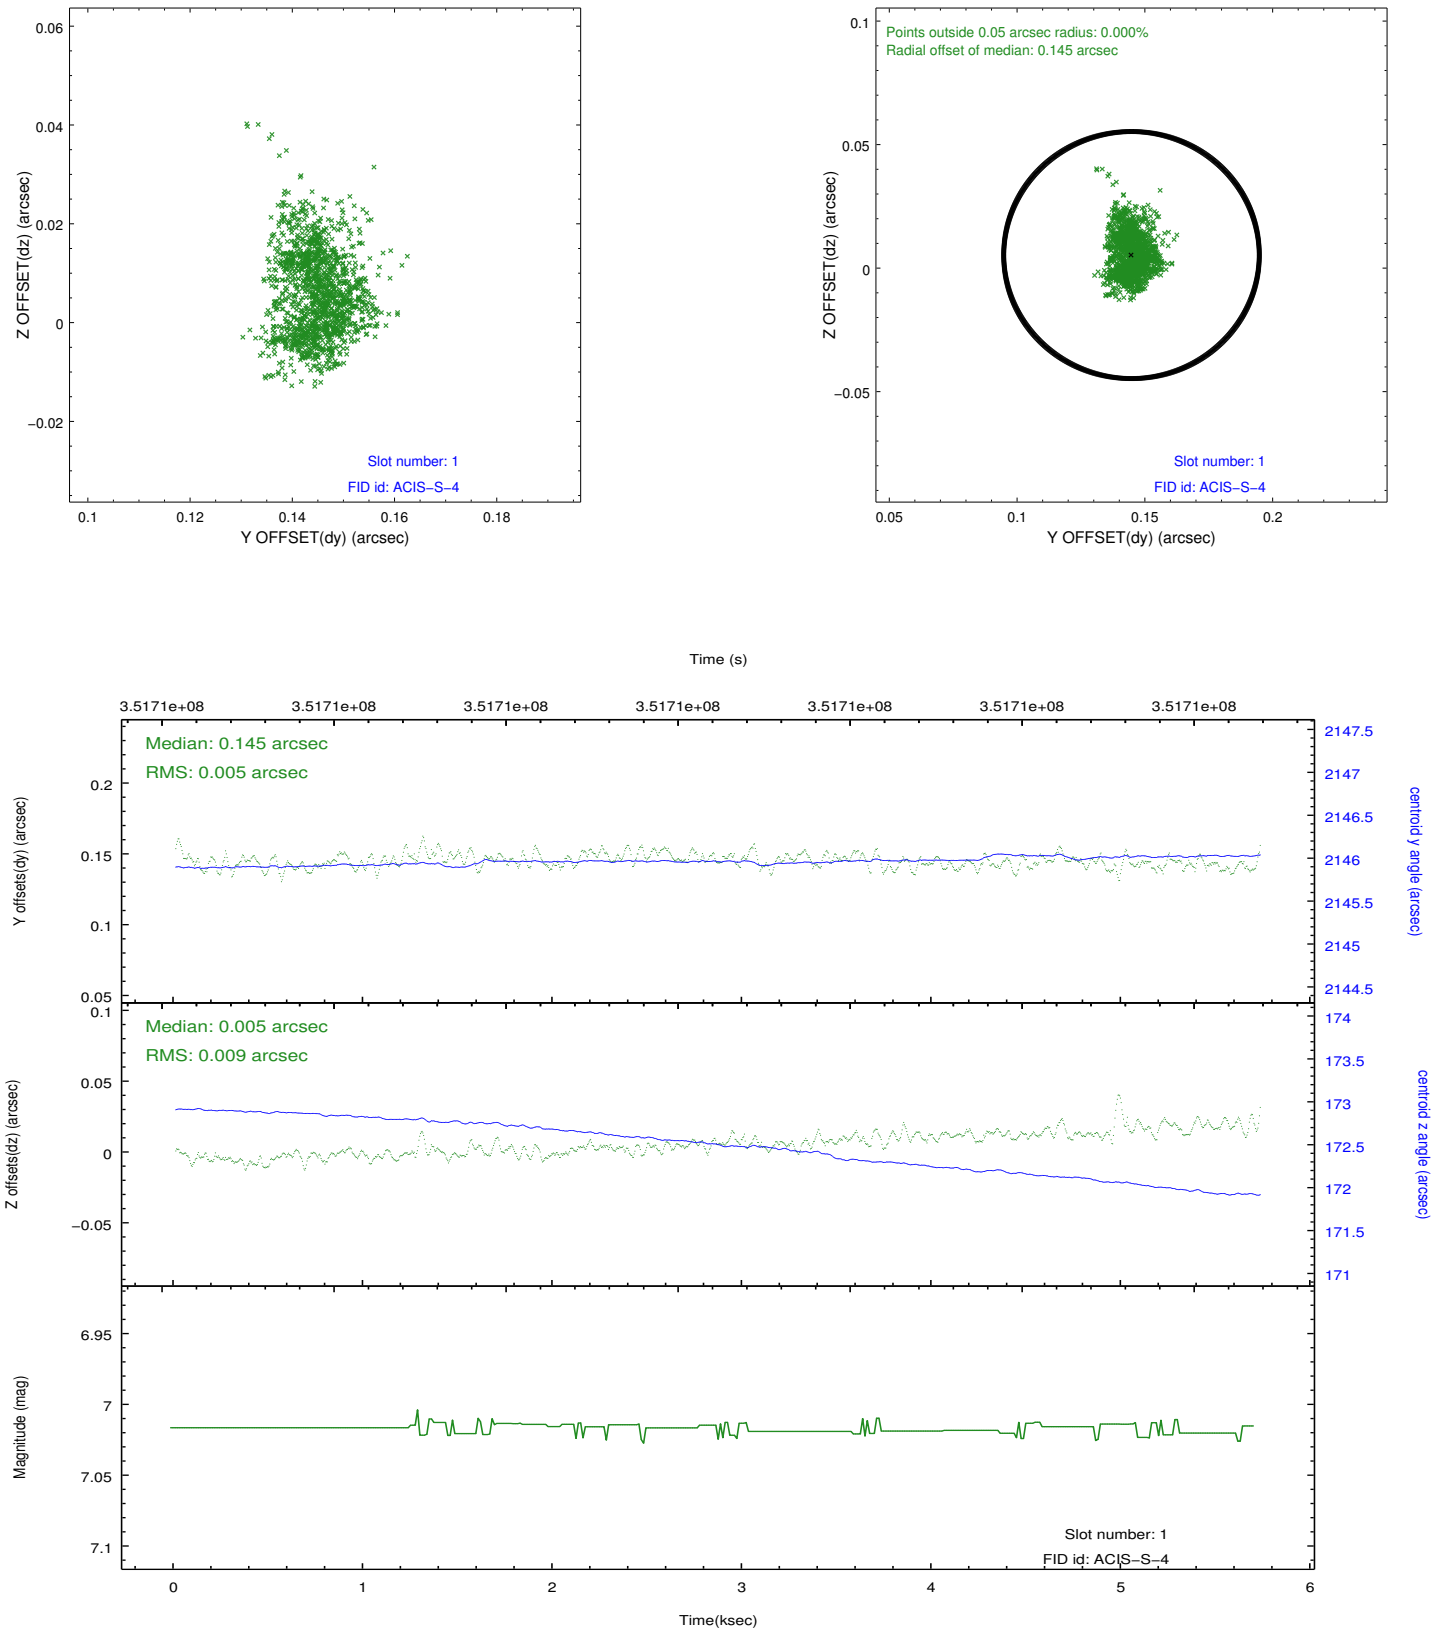 0.06
0.04
0.02
0
−0.02
Z OFFSET(dz) (arcsec)
Slot number: 1
FID id: ACIS−S−4
0.1 0.12 0.14 0.16 0.18
Y OFFSET(dy) (arcsec)
Points outside 0.05 arcsec radius: 0.000%
Radial offset of median: 0.145 arcsec
0.1
0.05
0
−0.05
Z OFFSET(dz) (arcsec)
Slot number: 1
FID id: ACIS−S−4
0.05 0.1 0.15 0.2
Y OFFSET(dy) (arcsec)
Time (s)
3.5171e+08 3.5171e+08 3.5171e+08 3.5171e+08 3.5171e+08 3.5171e+08 3.5171e+08
Median: 0.145 arcsec
RMS: 0.005 arcsec
0.2
0.15
0.1
0.05
Y offsets(dy) (arcsec)
2147.5
2147
2146.5
2146
2145.5
2145
2144.5
centroid y angle (arcsec)
Median: 0.005 arcsec
RMS: 0.009 arcsec
0.1
0.05
0
−0.05
Z offsets(dz) (arcsec)
174
173.5
173
172.5
172
171.5
171
centroid z angle (arcsec)
6.95
7
7.05
7.1
Magnitude (mag)
Slot number: 1
FID id: ACIS−S−4
0 1 2 3 4 5 6
Time(ksec)